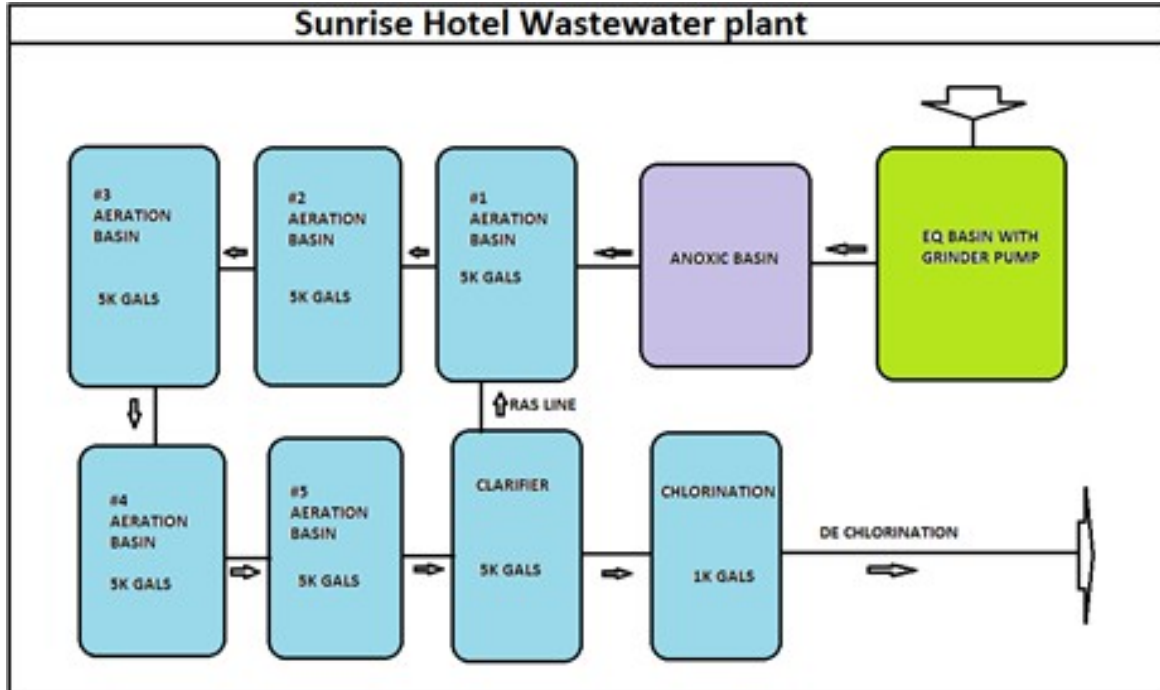 Sunrise Hotel Wastewater plant
#3
AERATION
BASIN
5K GALS
#2
AERATION
BASIN
5K GALS
#1
AERATION
BASIN
5K GALS
ANOXIC BASIN
EQ BASIN WITH
GRINDER PUMP
RAS LINE
#4
AERATION
BASIN
5K GALS
#5
AERATION
BASIN
5K GALS
CLARIFIER
5K GALS
CHLORINATION
1K GALS
DE CHLORINATION